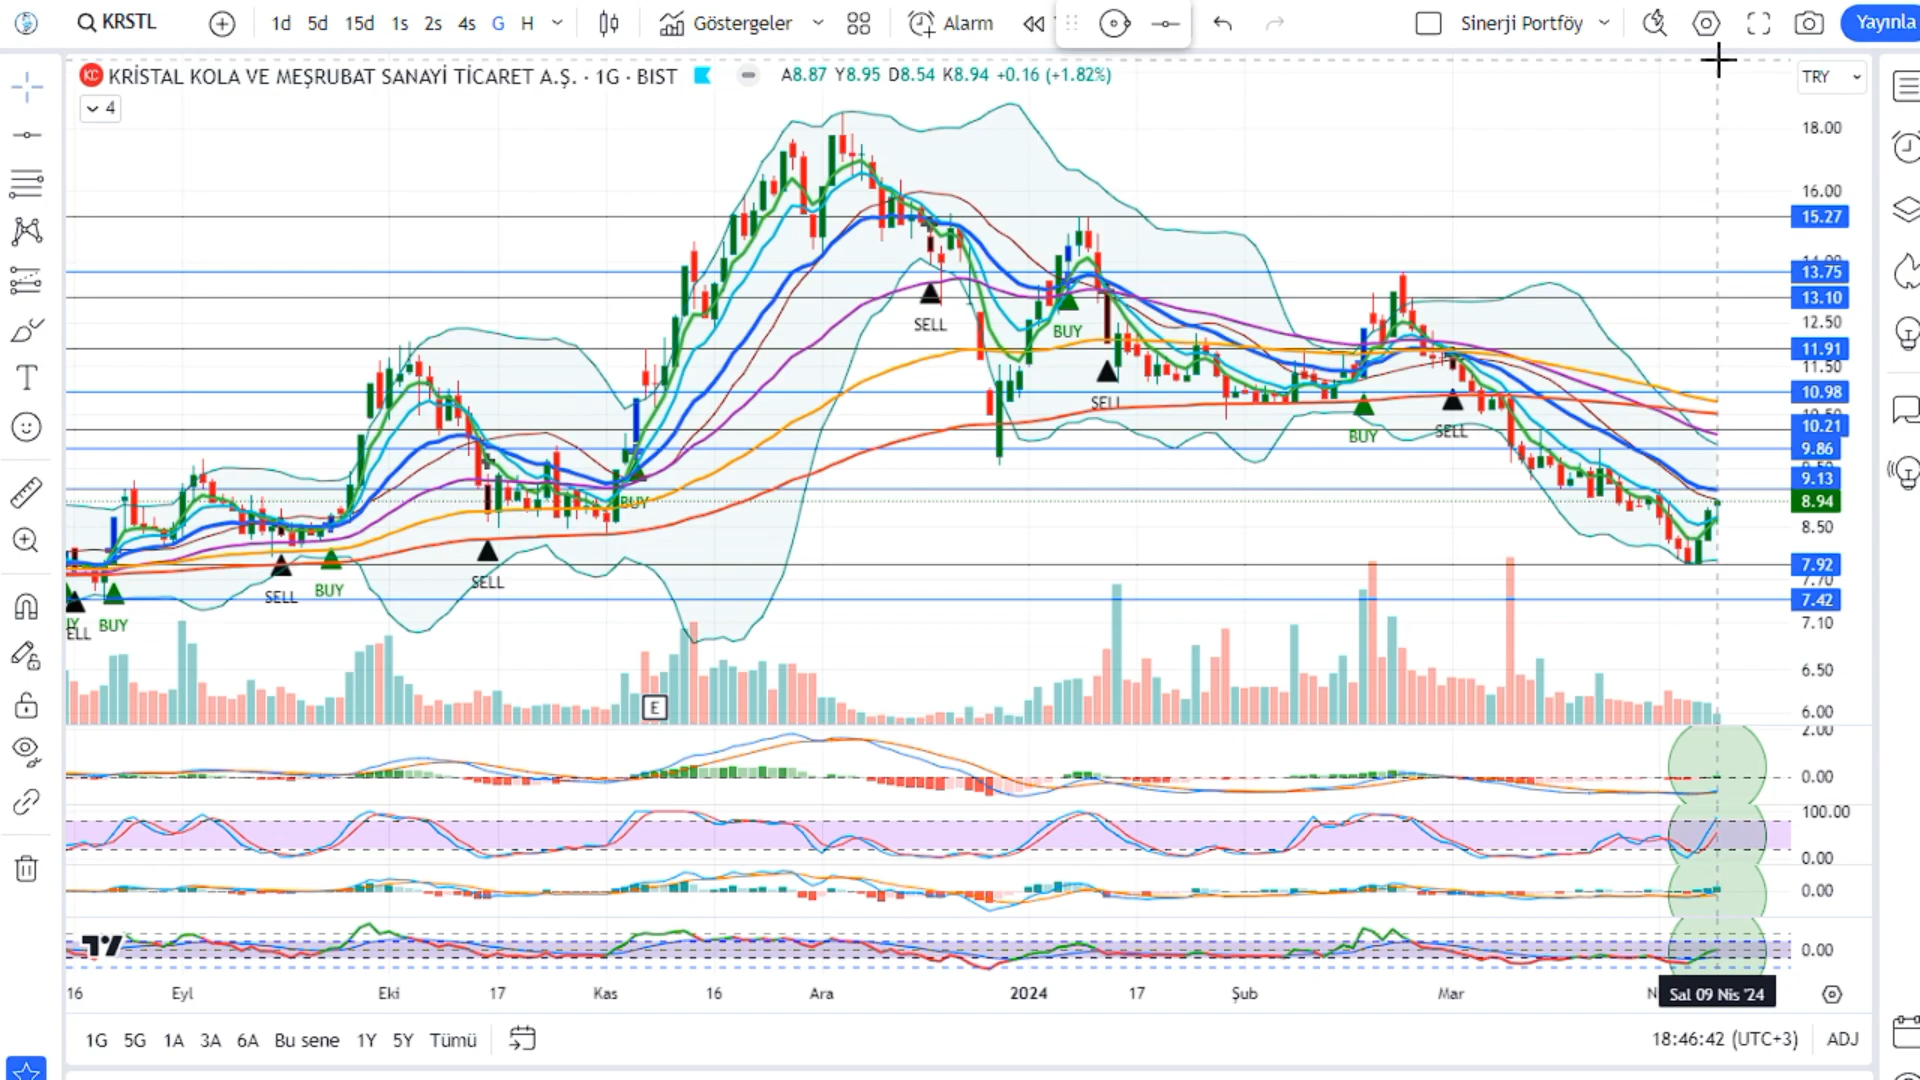 KRSTL
1d 5d 15d 1s 2s 4s G H
Göstergeler
Alarm
Sinerji Portföy
Yayınla
KC KRİSTAL KOLA VE MEŞRUBAT SANAYİ TİCARET A.Ş. · 1G · BIST
A8.87 Y8.95 D8.54 K8.94 +0.16 (+1.82%)
TRY
4
18.00
16.00
15.27
13.75
13.10
12.50
11.91
11.50
10.98
10.21
9.86
9.13
8.94
8.50
7.92
7.70
7.42
7.10
6.50
6.00
SELL
BUY
SELL
BUY
SELL
BUY
SELL
SELL
BUY
SELL
BUY
ELL
BUY
E
2.00
0.00
100.00
0.00
0.00
0.00
16 Eyl Eki 17 Kas 16 Ara 2024 17 Şub Mar Sal 09 Nis '24
1G 5G 1A 3A 6A Bu sene 1Y 5Y Tümü
18:46:42 (UTC+3) ADJ